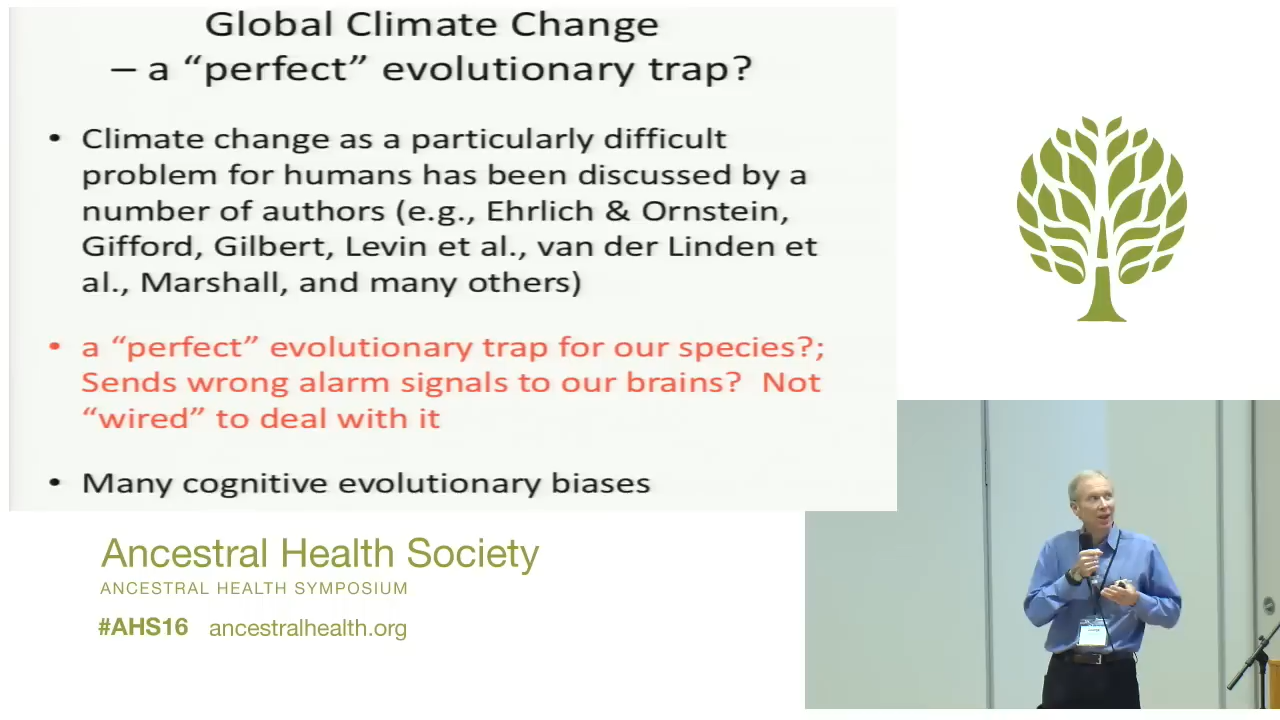 Global Climate Change
– a “perfect” evolutionary trap?
• Climate change as a particularly difficult
problem for humans has been discussed by a
number of authors (e.g., Ehrlich & Ornstein,
Gifford, Gilbert, Levin et al., van der Linden et
al., Marshall, and many others)
• a “perfect” evolutionary trap for our species?;
Sends wrong alarm signals to our brains?  Not
“wired” to deal with it
• Many cognitive evolutionary biases
Ancestral Health Society
ANCESTRAL HEALTH SYMPOSIUM
#AHS16 ancestralhealth.org